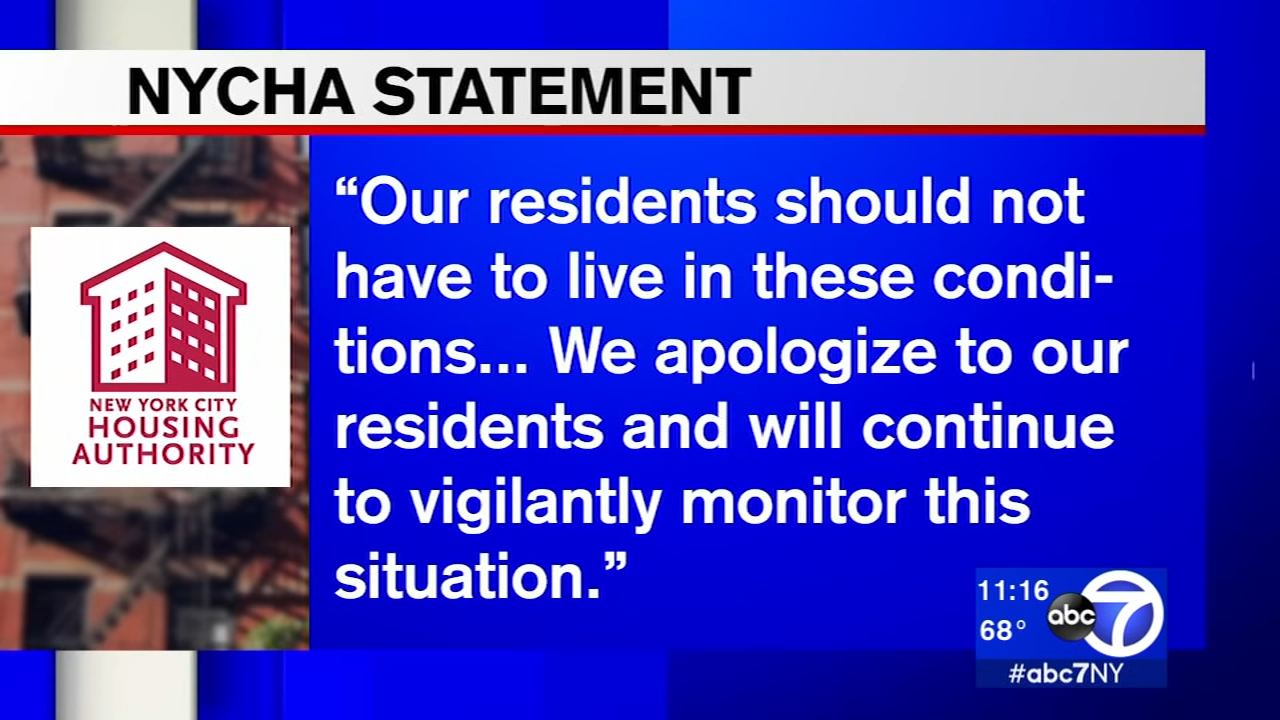 NYCHA STATEMENT
“Our residents should not
have to live in these condi-
tions... We apologize to our
residents and will continue
to vigilantly monitor this
situation.”
NEW YORK CITY
HOUSING
AUTHORITY
11:16
68°
abc 7
#abc7NY